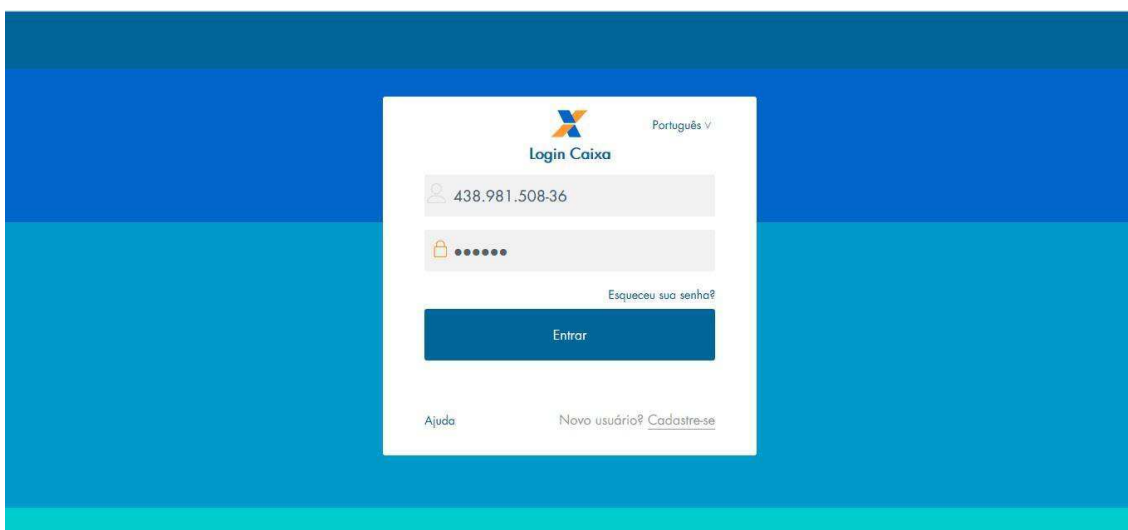 Português
Login Caixa
438.981.508-36
••••••
Esqueceu sua senha?
Entrar
Ajuda
Novo usuário? Cadastre-se